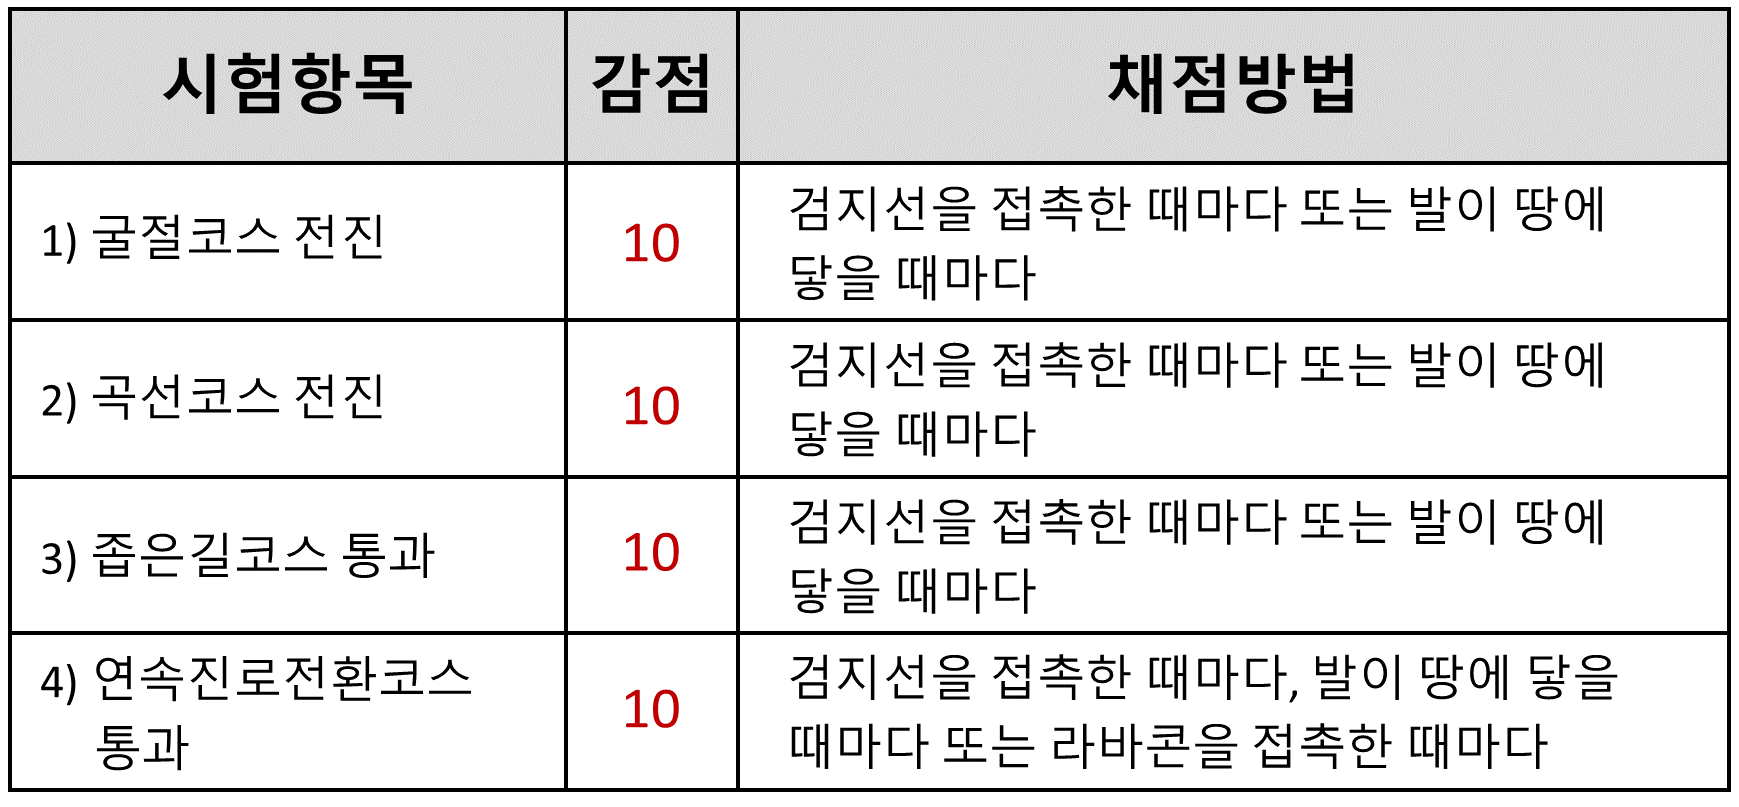 시험항목 감점 채점방법
1) 굴절코스 전진 10 검지선을 접촉한 때마다 또는 발이 땅에
닿을 때마다
2) 곡선코스 전진 10 검지선을 접촉한 때마다 또는 발이 땅에
닿을 때마다
3) 좁은길코스 통과 10 검지선을 접촉한 때마다 또는 발이 땅에
닿을 때마다
4) 연속진로전환코스
통과
10
검지선을 접촉한 때마다, 발이 땅에 닿을
때마다 또는 라바콘을 접촉한 때마다